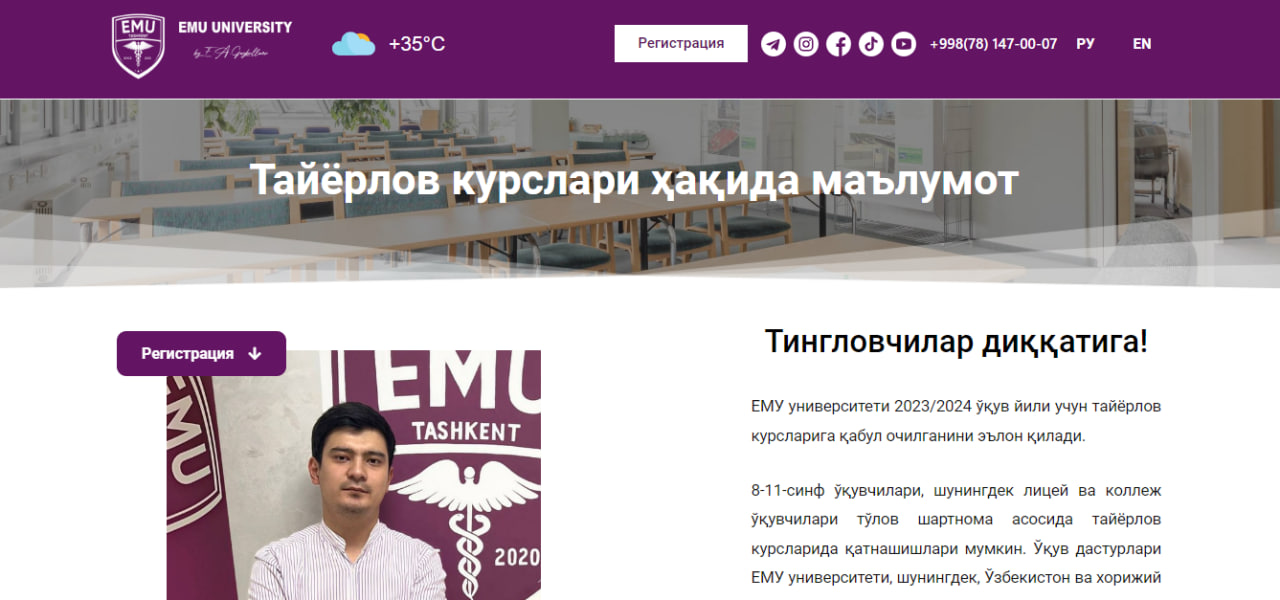 EMU
TASHKENT
EMU UNIVERSITY
+35°C
Регистрация
+998(78) 147-00-07
РУ
EN
Тайёрлов курслари ҳақида маълумот
Регистрация
EMU
EMU
TASHKENT
2020
Тингловчилар диққатига!
ЕМУ университети 2023/2024 ўқув йили учун тайёрлов
курсларига қабул очилганини эълон қилади.
8-11-синф ўқувчилари, шунингдек лицей ва коллеж
ўқувчилари тўлов шартнома асосида тайёрлов
курсларида қатнашишлари мумкин. Ўқув дастурлари
ЕМУ университети, шунингдек, Ўзбекистон ва хорижий